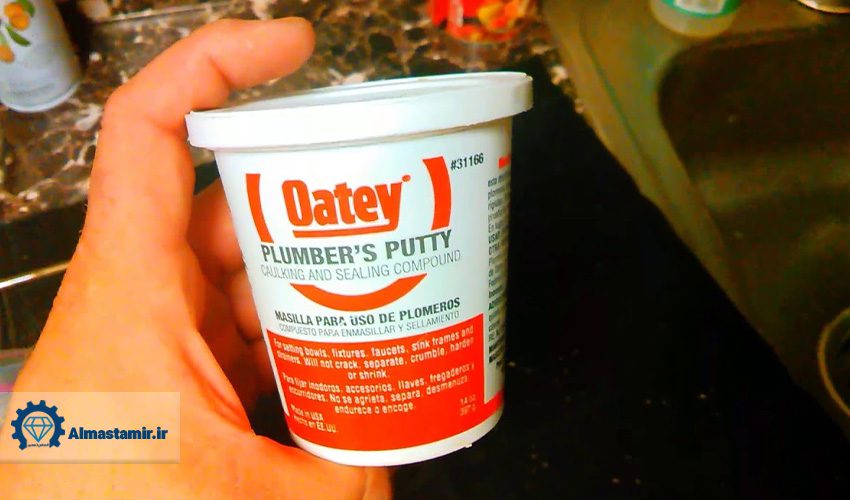 #31166
Oatey®
PLUMBER'S PUTTY
CAULKING AND SEALING COMPOUND
MASILLA PARA USO DE PLOMEROS
COMPUESTO PARA ENMASILLAR Y SELLAMIENTO
For setting bowls, fixtures, faucets, sink frames and
strainers. Will not crack, separate, crumble, harden
or shrink.
Para fijar inodoros, accesorios, llaves, fregaderos y
escurridores. No se agrieta, separa, desmenuza,
endurece o encoge.
Made in USA
Hecho en EE.UU.
14 oz.
397 g
Almastamir.ir